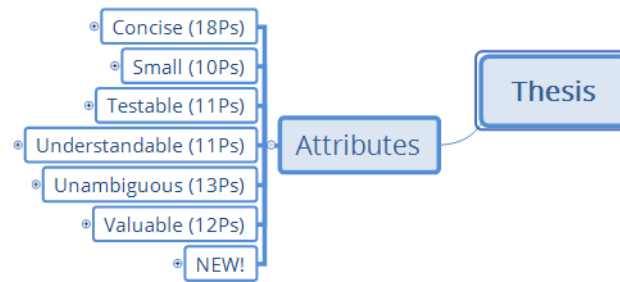 Concise (18Ps)
Small (10Ps)
Testable (11Ps)
Understandable (11Ps)
Unambiguous (13Ps)
Valuable (12Ps)
NEW!
Attributes
Thesis